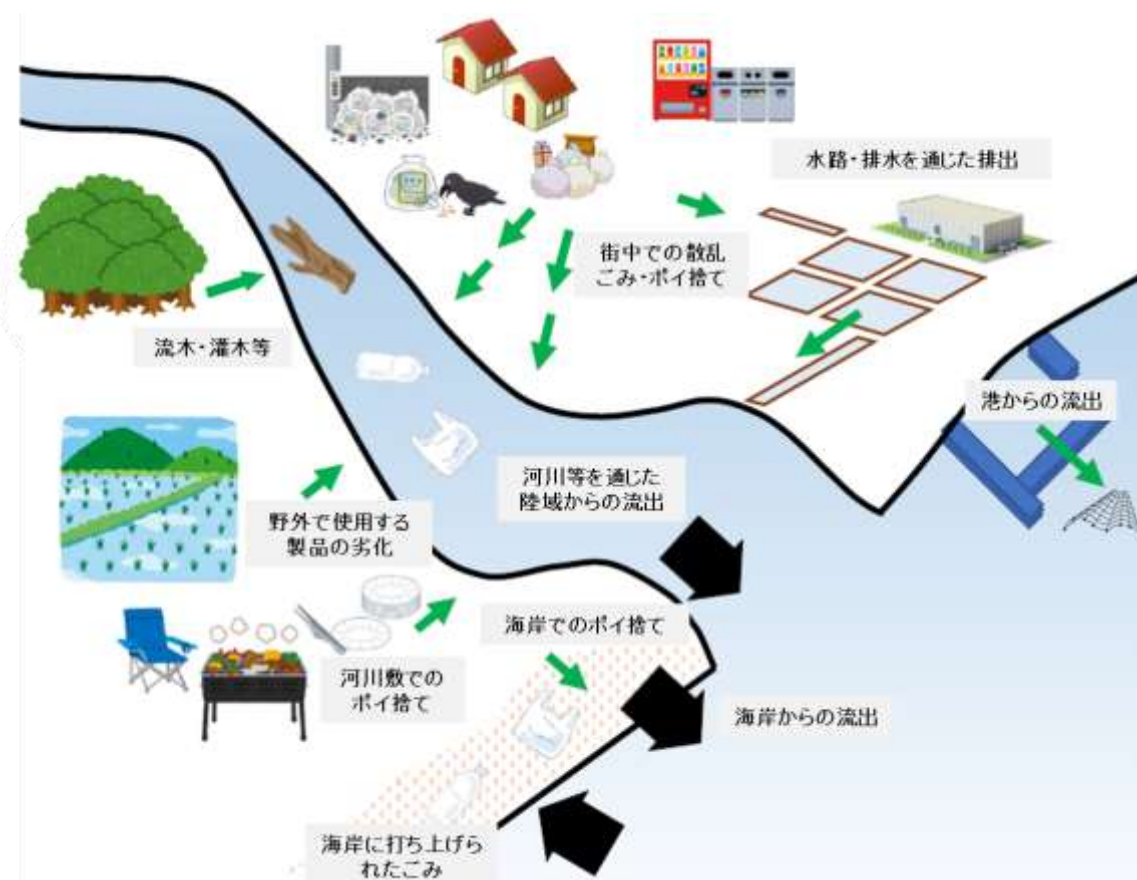 水路・排水を通じた排出
街中での散乱
ごみ・ポイ捨て
流木・灌木等
港からの流出
河川等を通じた
陸域からの流出
野外で使用する
製品の劣化
海岸でのポイ捨て
河川敷での
ポイ捨て
海岸からの流出
海岸に打ち上げら
れたごみ